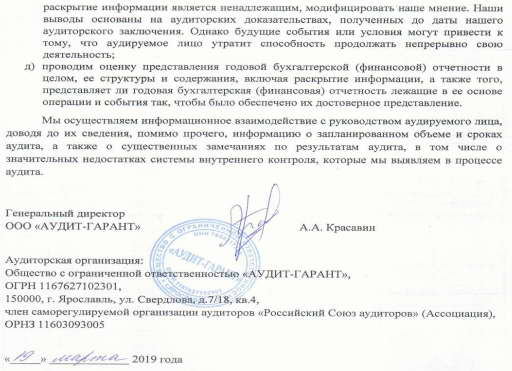 раскрытие информации является ненадлежащим, модифицировать наше мнение. Наши
выводы основаны на аудиторских доказательствах, полученных до даты нашего
аудиторского заключения. Однако будущие события или условия могут привести к
тому, что аудируемое лицо утратит способность продолжать непрерывно свою
деятельность;
д) проводим оценку представления годовой бухгалтерской (финансовой) отчетности в
целом, ее структуры и содержания, включая раскрытие информации, а также того,
представляет ли годовая бухгалтерская (финансовая) отчетность лежащие в ее основе
операции и события так, чтобы было обеспечено их достоверное представление.
Мы осуществляем информационное взаимодействие с руководством аудируемого лица,
доводя до их сведения, помимо прочего, информацию о запланированном объеме и сроках
аудита, а также о существенных замечаниях по результатам аудита, в том числе о
значительных недостатках системы внутреннего контроля, которые мы выявляем в процессе
аудита.
Генеральный директор
ООО «АУДИТ-ГАРАНТ» А.А. Красавин
«АУДИТ-ГАРАНТ»
Аудиторская организация:
Общество с ограниченной ответственностью «АУДИТ-ГАРАНТ»,
ОГРН 1167627102301,
150000, г. Ярославль, ул. Свердлова, д.7/18, кв.4,
член саморегулируемой организации аудиторов «Российский Союз аудиторов» (Ассоциация),
ОРНЗ 11603093005
«19» марта 2019 года